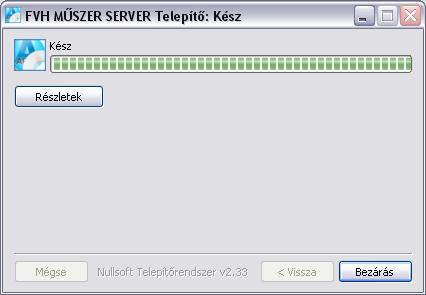 FVH MŰSZER SERVER Telepítő: Kész
Kész
Részletek
Mégse
Nullsoft Telepítőrendszer v2.33
< Vissza
Bezárás